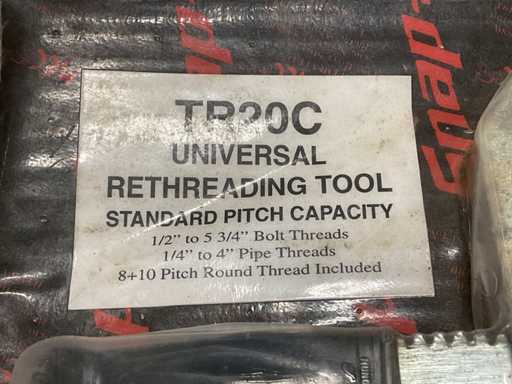 TR20C
UNIVERSAL
RETHREADING TOOL
STANDARD PITCH CAPACITY
1/2” to 5 3/4” Bolt Threads
1/4” to 4” Pipe Threads
8+10 Pitch Round Thread Included
Snap